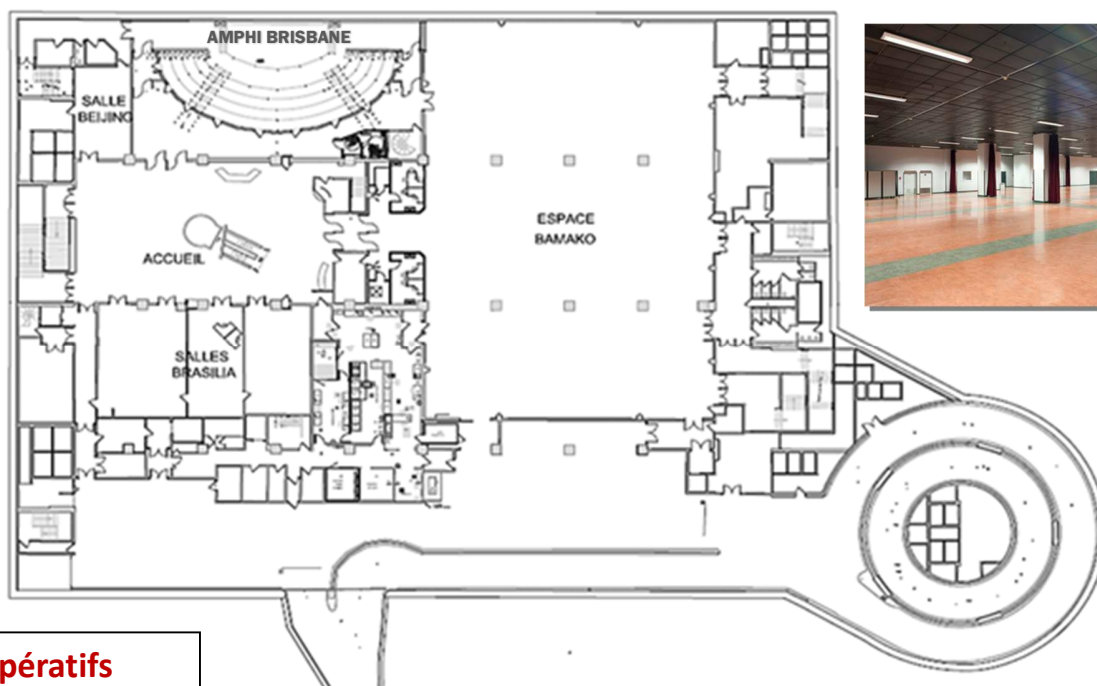 AMPHI BRISBANE
SALLE
BEIJING
ESPACE
BAMAKO
ACCUEIL
SALLES
BRASILIA
pératifs